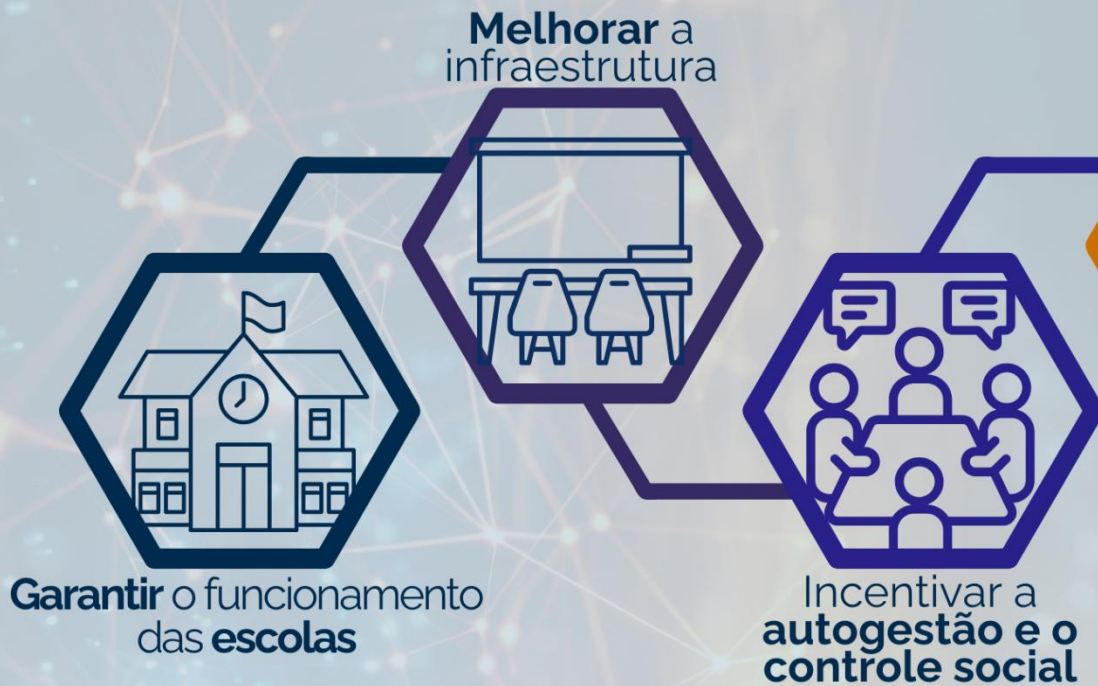 Melhorar a
infraestrutura
Garantir o funcionamento
das escolas
Incentivar a
autogestão e o
controle social